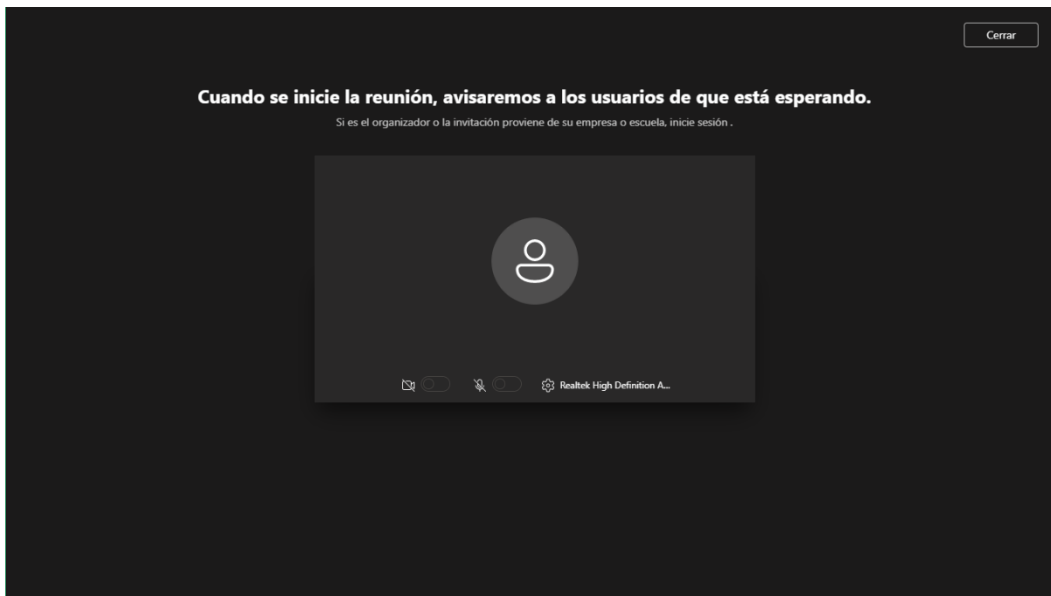 Cerrar
Cuando se inicie la reunión, avisaremos a los usuarios de que está esperando.
Si es el organizador o la invitación proviene de su empresa o escuela, inicie sesión .
Realtek High Definition A...